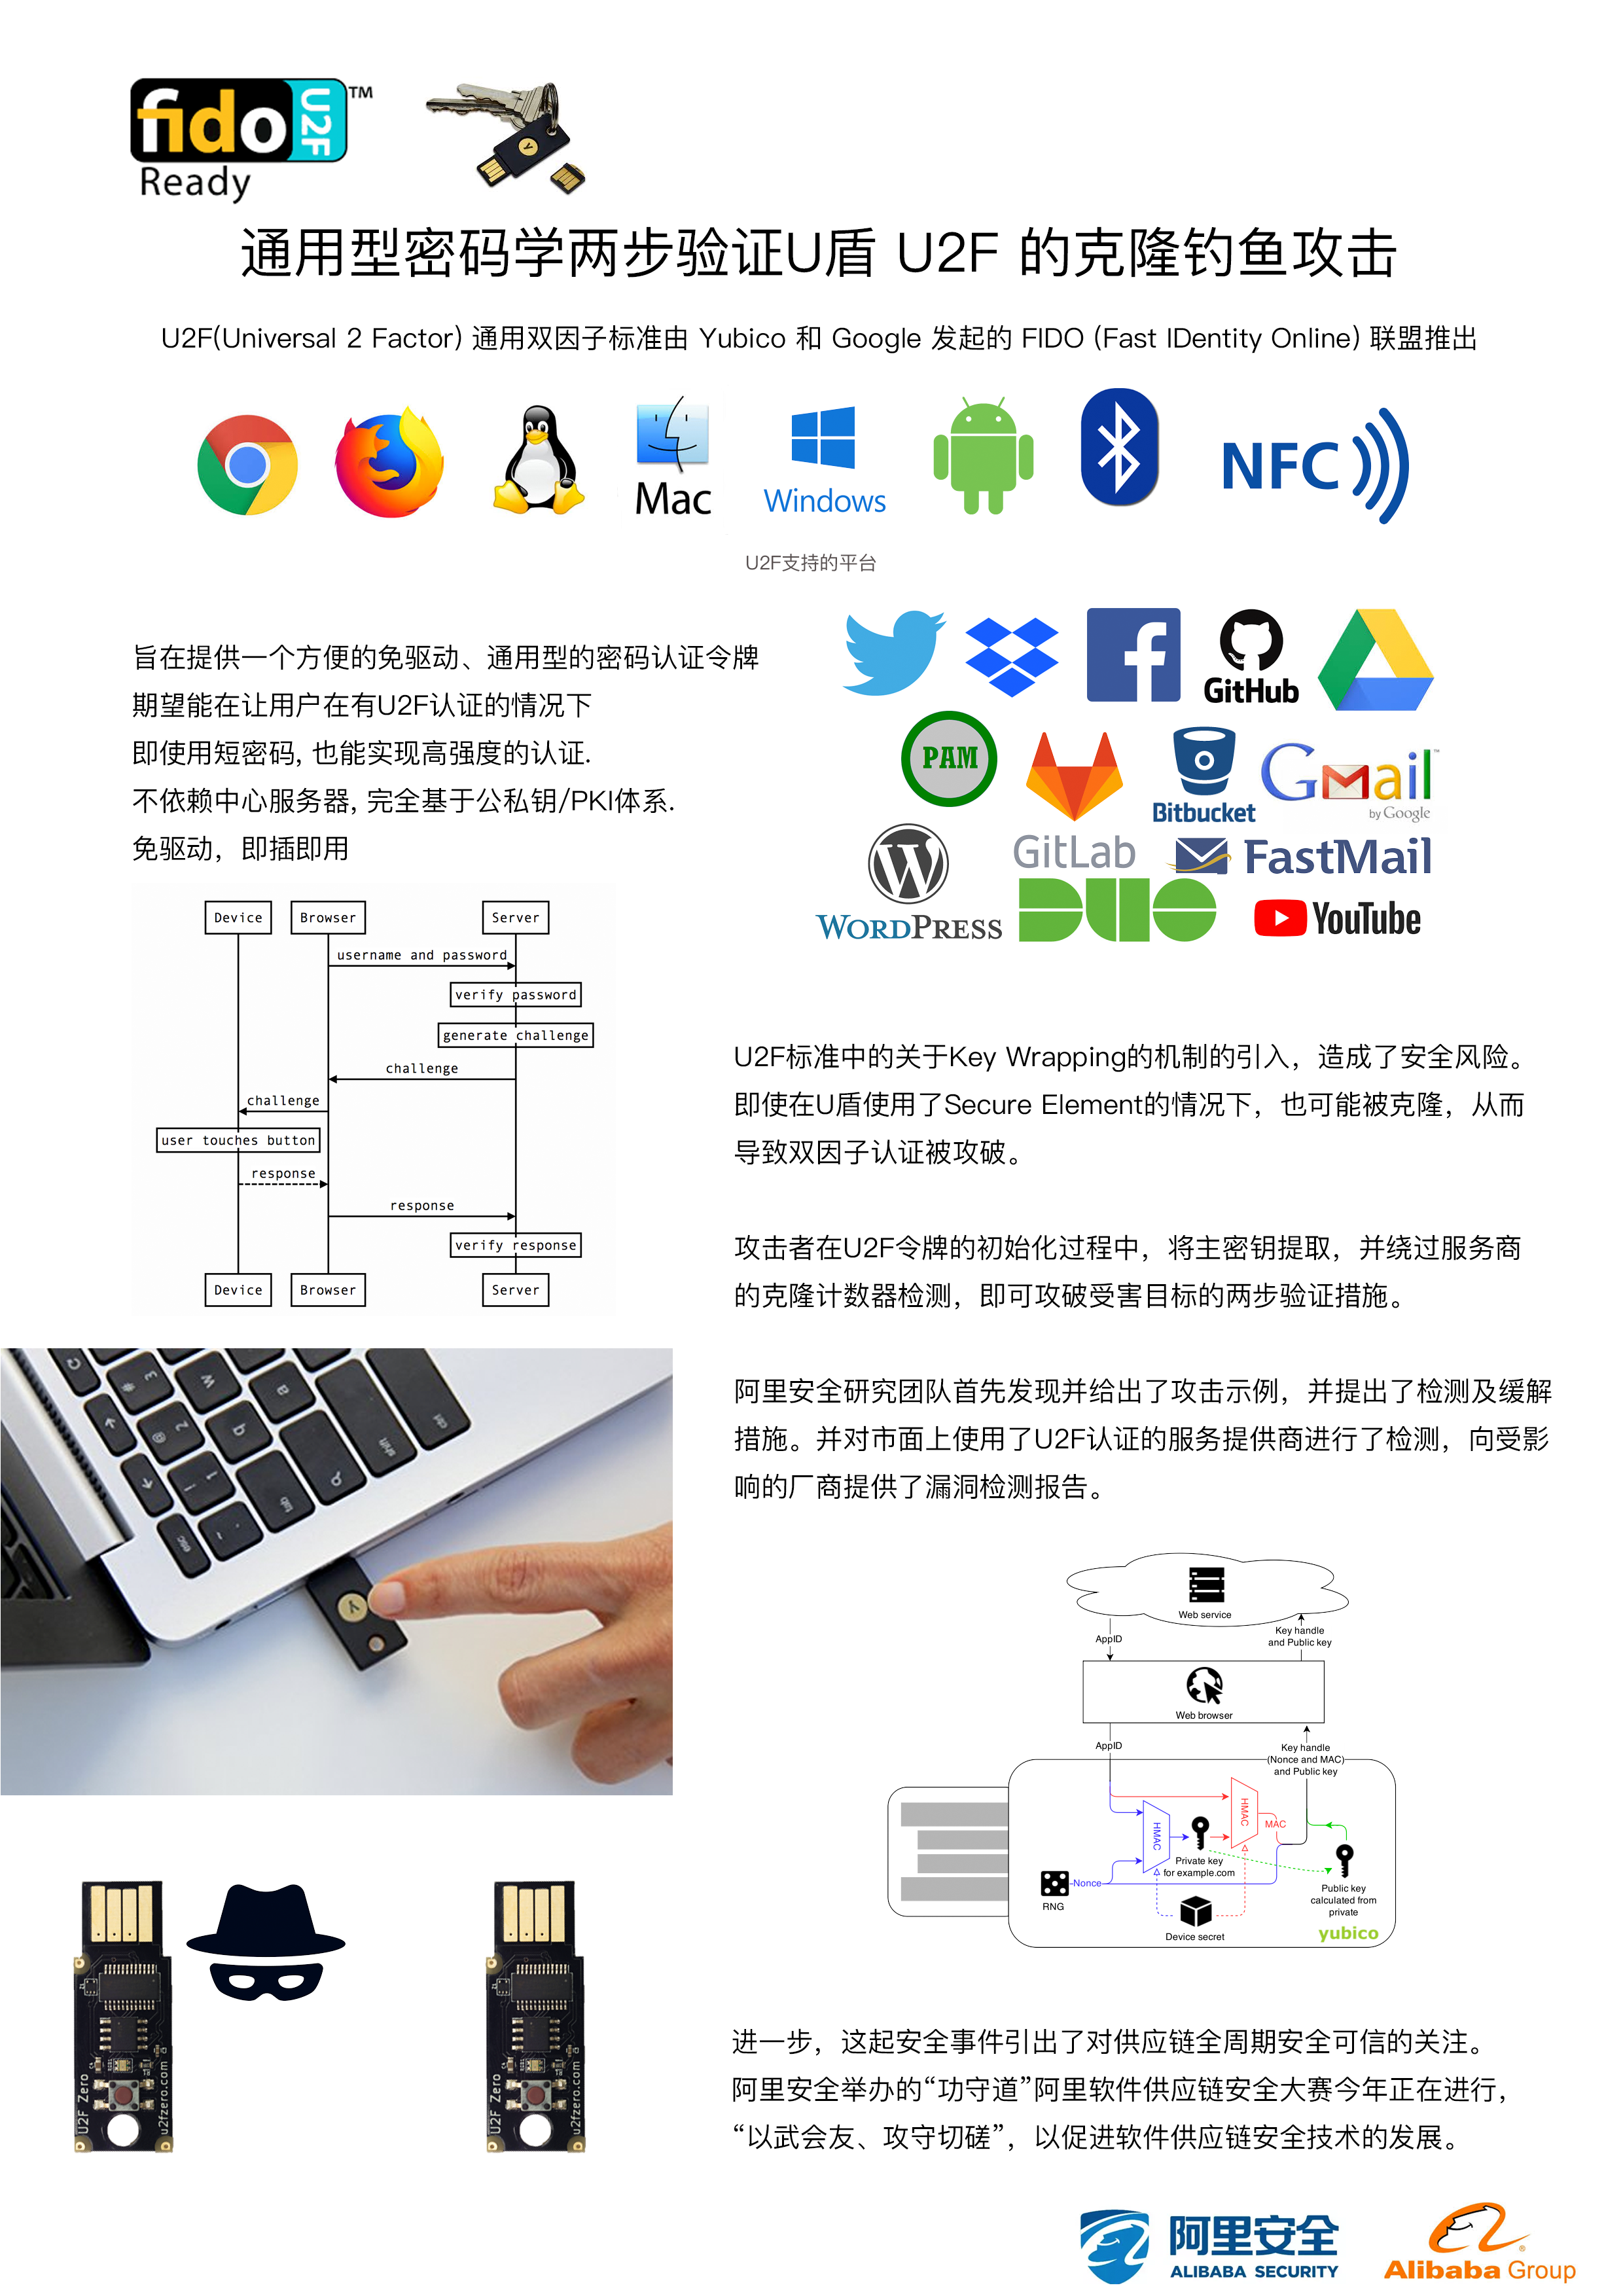 fido U2F TM
Ready
通用型密码学两步验证U盾 U2F 的克隆钓鱼攻击
U2F(Universal 2 Factor) 通用双因子标准由 Yubico 和 Google 发起的 FIDO (Fast IDentity Online) 联盟推出
Mac
Windows
NFC
U2F支持的平台
旨在提供一个方便的免驱动、通用型的密码认证令牌
期望能在让用户在有U2F认证的情况下
即使用短密码, 也能实现高强度的认证.
不依赖中心服务器, 完全基于公私钥/PKI体系.
免驱动，即插即用
GitHub
PAM
Bitbucket
Gmail
by Google
GitLab
FastMail
WORDPRESS
DUO
YouTube
Device
Browser
Server
username and password
verify password
generate challenge
challenge
challenge
user touches button
response
response
verify response
Device
Browser
Server
U2F标准中的关于Key Wrapping的机制的引入，造成了安全风险。
即使在U盾使用了Secure Element的情况下，也可能被克隆，从而
导致双因子认证被攻破。
攻击者在U2F令牌的初始化过程中，将主密钥提取，并绕过服务商
的克隆计数器检测，即可攻破受害目标的两步验证措施。
阿里安全研究团队首先发现并给出了攻击示例，并提出了检测及缓解
措施。并对市面上使用了U2F认证的服务提供商进行了检测，向受影
响的厂商提供了漏洞检测报告。
Web service
AppID
Key handle
and Public key
Web browser
AppID
Key handle
(Nonce and MAC)
and Public key
HMAC
HMAC
MAC
Private key
for example.com
Nonce
RNG
Device secret
Public key
calculated from
private
yubico
U2F Zero
u2fzero.com
U2F Zero
u2fzero.com
进一步，这起安全事件引出了对供应链全周期安全可信的关注。
阿里安全举办的“功守道”阿里软件供应链安全大赛今年正在进行，
“以武会友、攻守切磋”，以促进软件供应链安全技术的发展。
阿里安全
ALIBABA SECURITY
Alibaba Group